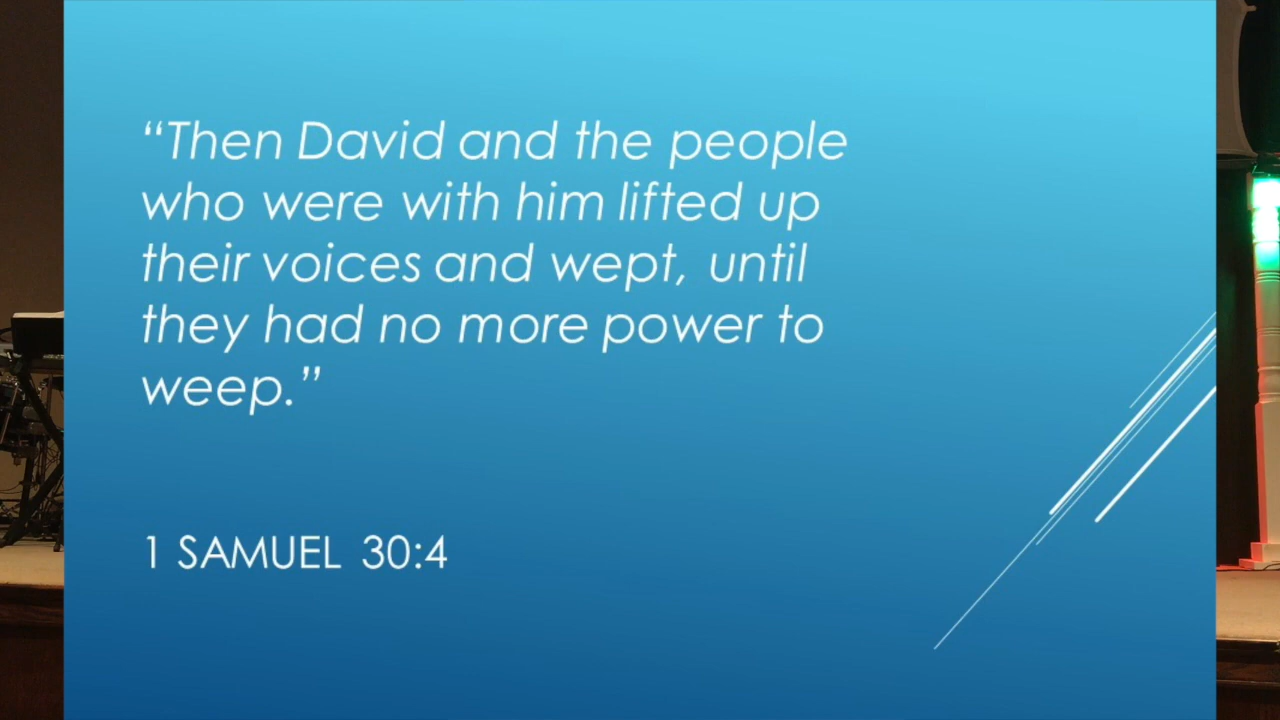 “Then David and the people
who were with him lifted up
their voices and wept, until
they had no more power to
weep.”
1 SAMUEL 30:4